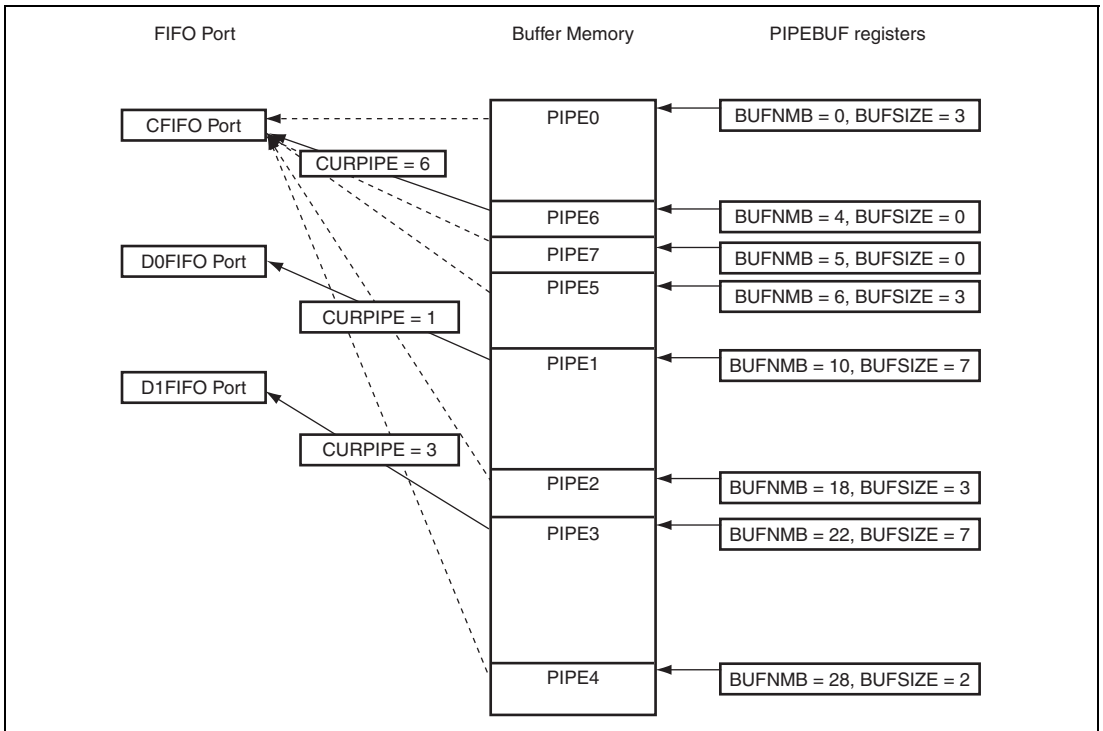 FIFO Port Buffer Memory PIPEBUF registers
CFIFO Port PIPE0 BUFNMB = 0, BUFSIZE = 3
CURPIPE = 6
PIPE6 BUFNMB = 4, BUFSIZE = 0
D0FIFO Port PIPE7 BUFNMB = 5, BUFSIZE = 0
PIPE5 BUFNMB = 6, BUFSIZE = 3
CURPIPE = 1
PIPE1 BUFNMB = 10, BUFSIZE = 7
D1FIFO Port
CURPIPE = 3
PIPE2 BUFNMB = 18, BUFSIZE = 3
PIPE3 BUFNMB = 22, BUFSIZE = 7
PIPE4 BUFNMB = 28, BUFSIZE = 2